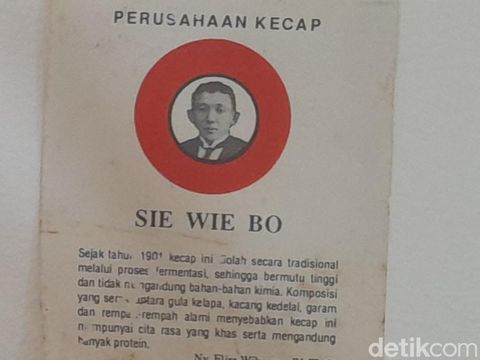 PERUSAHAAN KECAP
SIE WIE BO
Sejak tahun 1901 kecap ini diolah secara tradisional
melalui proses fermentasi, sehingga bermutu tinggi
dan tidak mengandung bahan-bahan kimia. Komposisi
yang antara gula kelapa, kacang kedelai, garam
dan rempah-rempah alami menyebabkan kecap ini
mempunyai cita rasa yang khas serta mengandung
banyak protein.
Ny.
detikcom